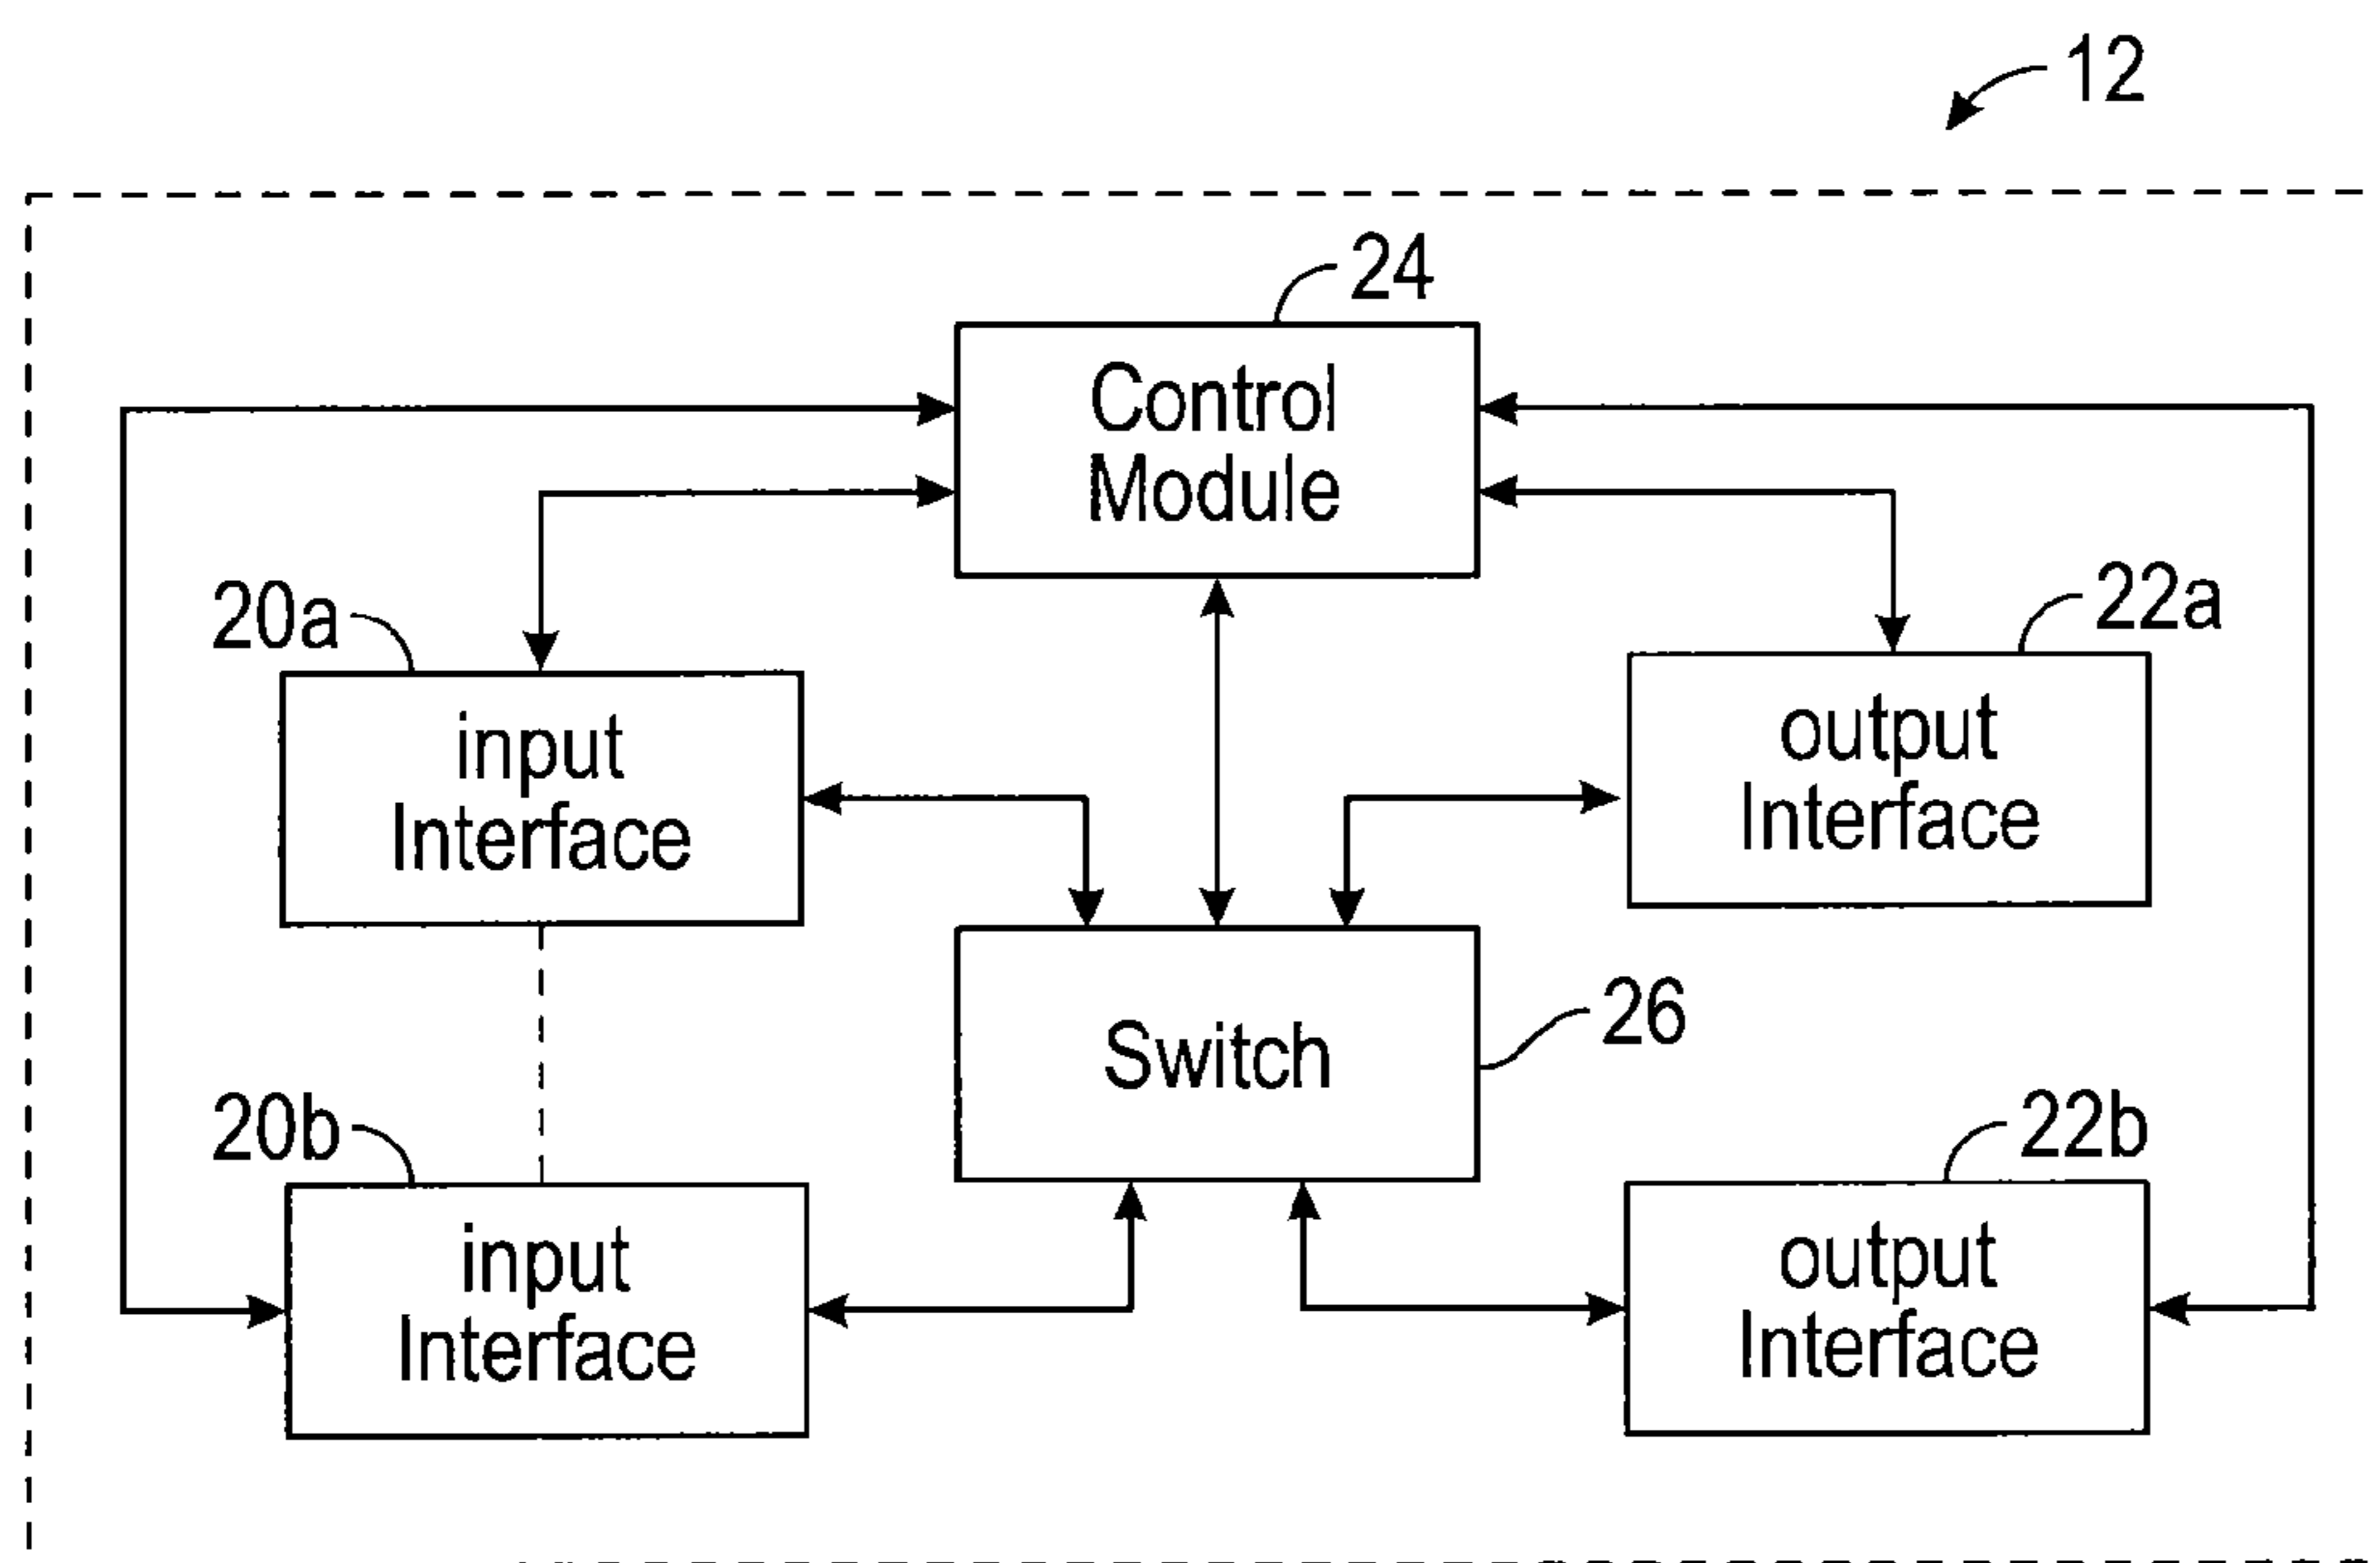 12
24
Control
Module
20a
22a
input
Interface
output
Interface
26
Switch
20b
22b
input
Interface
output
Interface